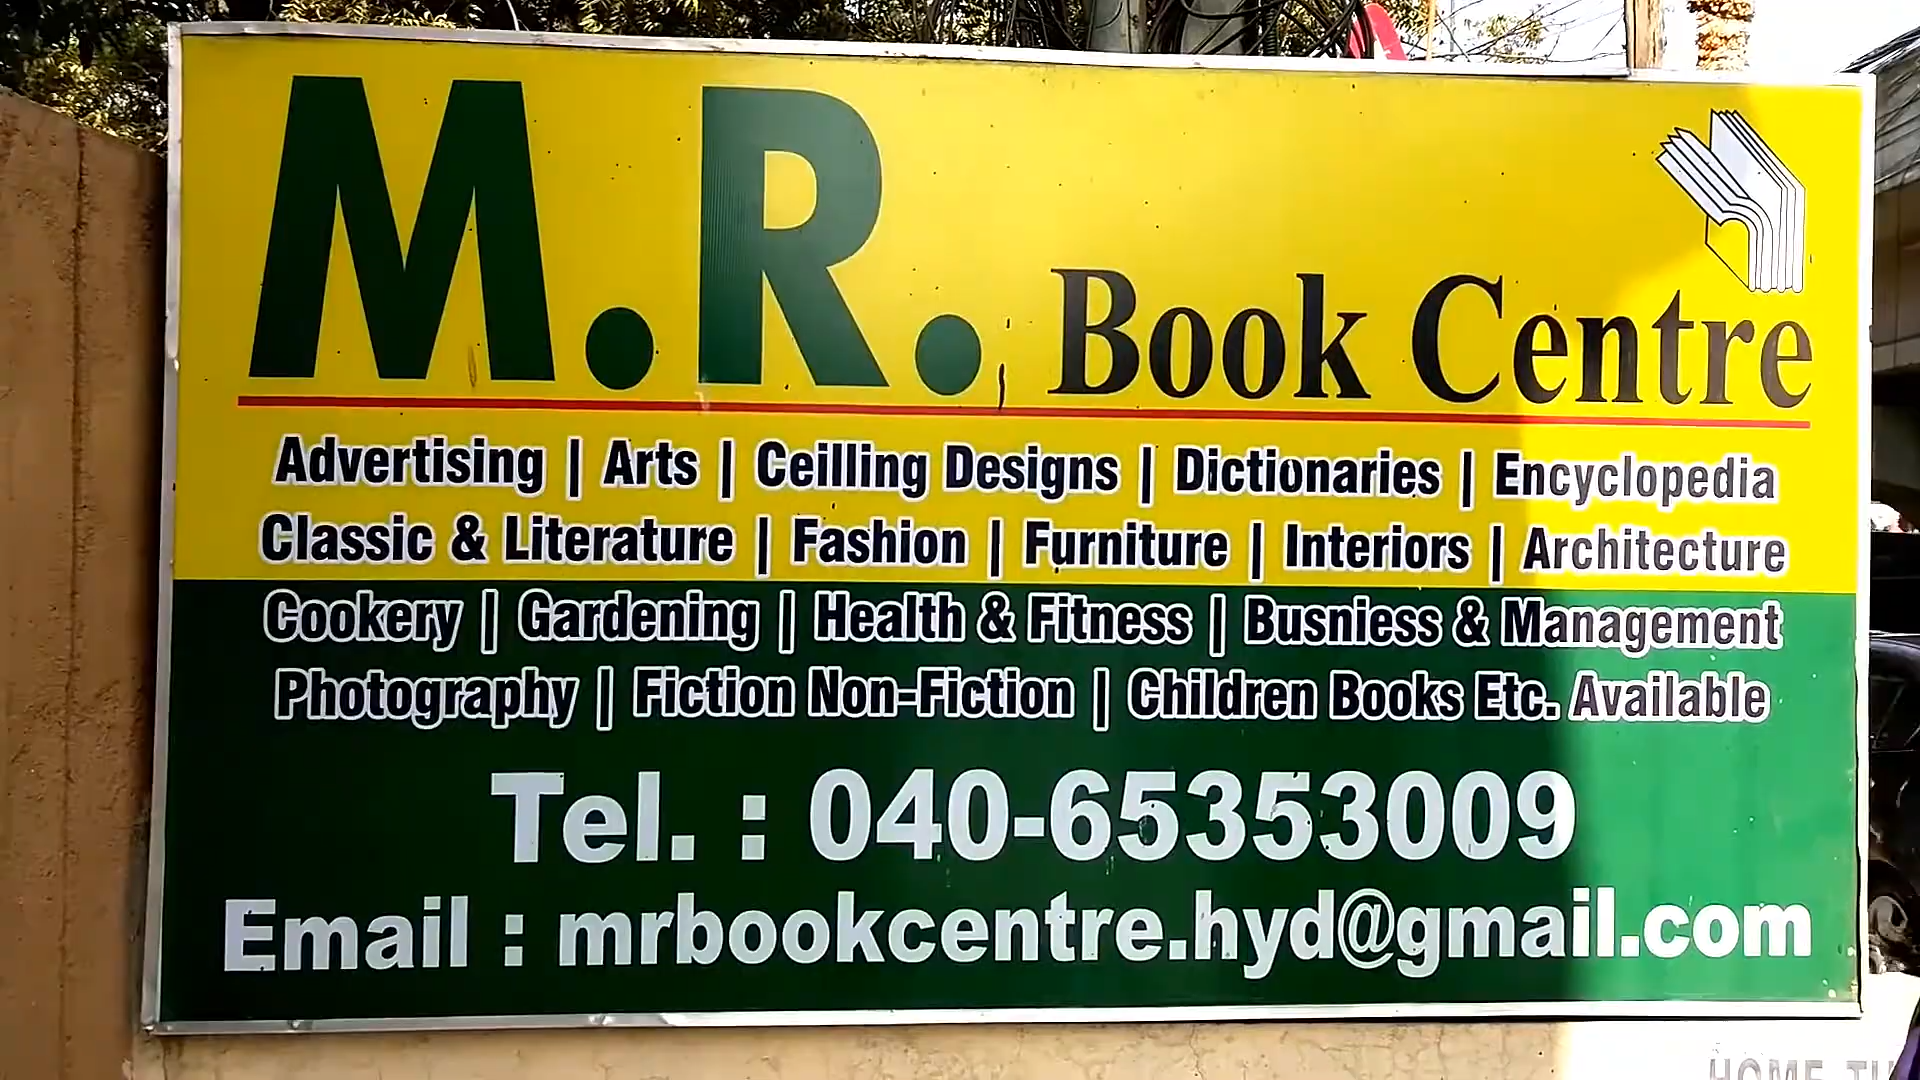 M.R. Book Centre
Advertising | Arts | Ceilling Designs | Dictionaries | Encyclopedia
Classic & Literature | Fashion | Furniture | Interiors | Architecture
Cookery | Gardening | Health & Fitness | Busniess & Management
Photography | Fiction Non-Fiction | Children Books Etc. Available
Tel. : 040-65353009
Email : mrbookcentre.hyd@gmail.com
HOME